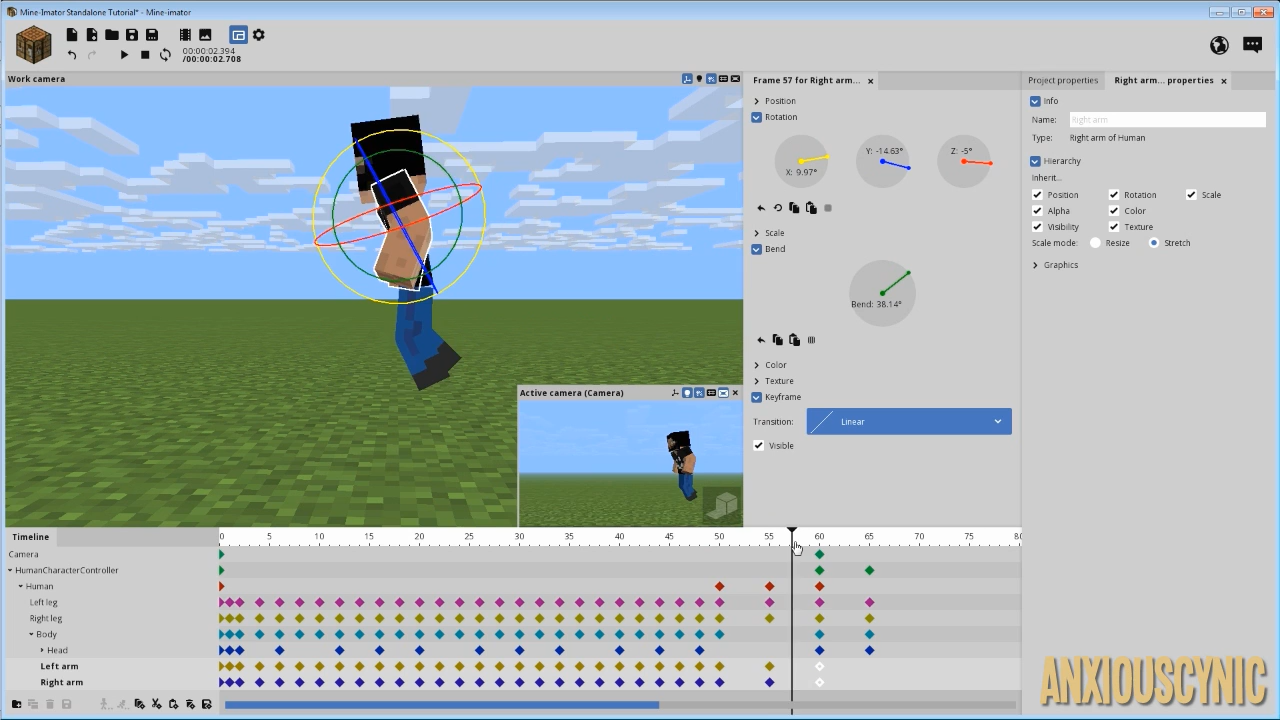 Mine-Imator Standalone Tutorial* - Mine-imator
00:00:02.394
/00:00:02.708
Work camera
Frame 57 for Right arm...
Position
Rotation
X: 9.97°
Y: -14.63°
Z: -5°
Scale
Bend
Bend: 38.14°
Color
Texture
Keyframe
Transition:
Linear
Visible
Project properties
Right arm... properties
Info
Name:
Right arm
Type:
Right arm of Human
Hierarchy
Inherit...
Position
Rotation
Scale
Alpha
Color
Visibility
Texture
Scale mode:
Resize
Stretch
Graphics
Active camera (Camera)
Timeline
0 5 10 15 20 25 30 35 40 45 50 55 60 65 70 75 80
Camera
HumanCharacterController
Human
Left leg
Right leg
Body
Head
Left arm
Right arm
ANXIOUSCYNIC